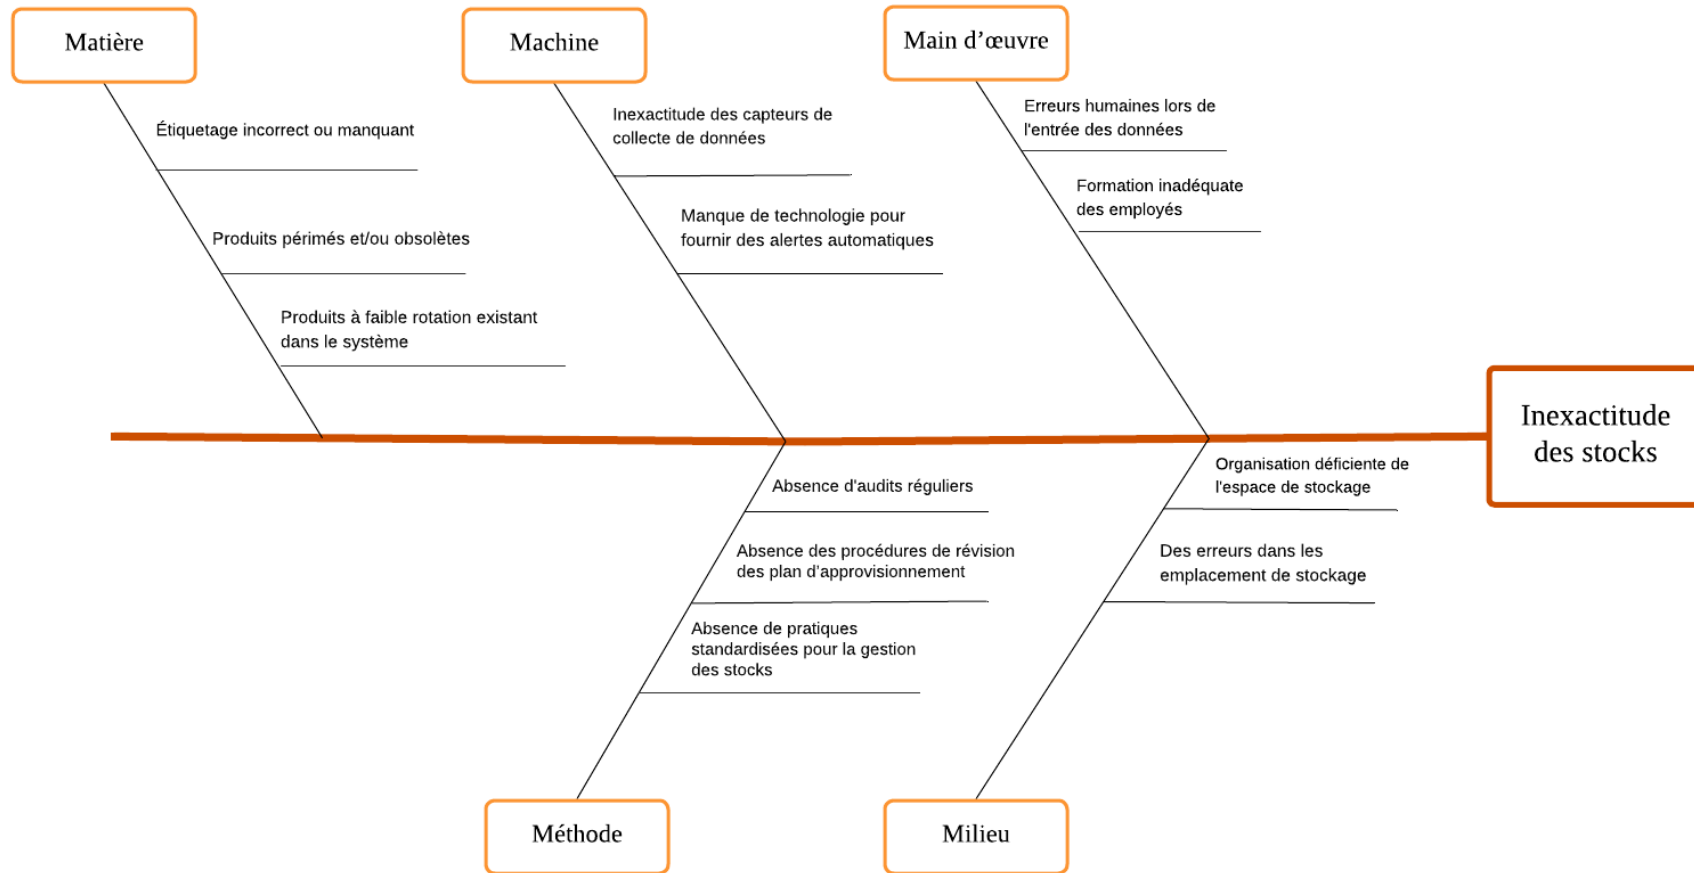 Matière
Machine
Main d’œuvre
Étiquetage incorrect ou manquant
Produits périmés et/ou obsolètes
Produits à faible rotation existant
dans le système
Inexactitude des capteurs de
collecte de données
Manque de technologie pour
fournir des alertes automatiques
Erreurs humaines lors de
l'entrée des données
Formation inadéquate
des employés
Inexactitude
des stocks
Absence d'audits réguliers
Absence des procédures de révision
des plan d'approvisionnement
Absence de pratiques
standardisées pour la gestion
des stocks
Organisation déficiente de
l'espace de stockage
Des erreurs dans les
emplacement de stockage
Méthode
Milieu